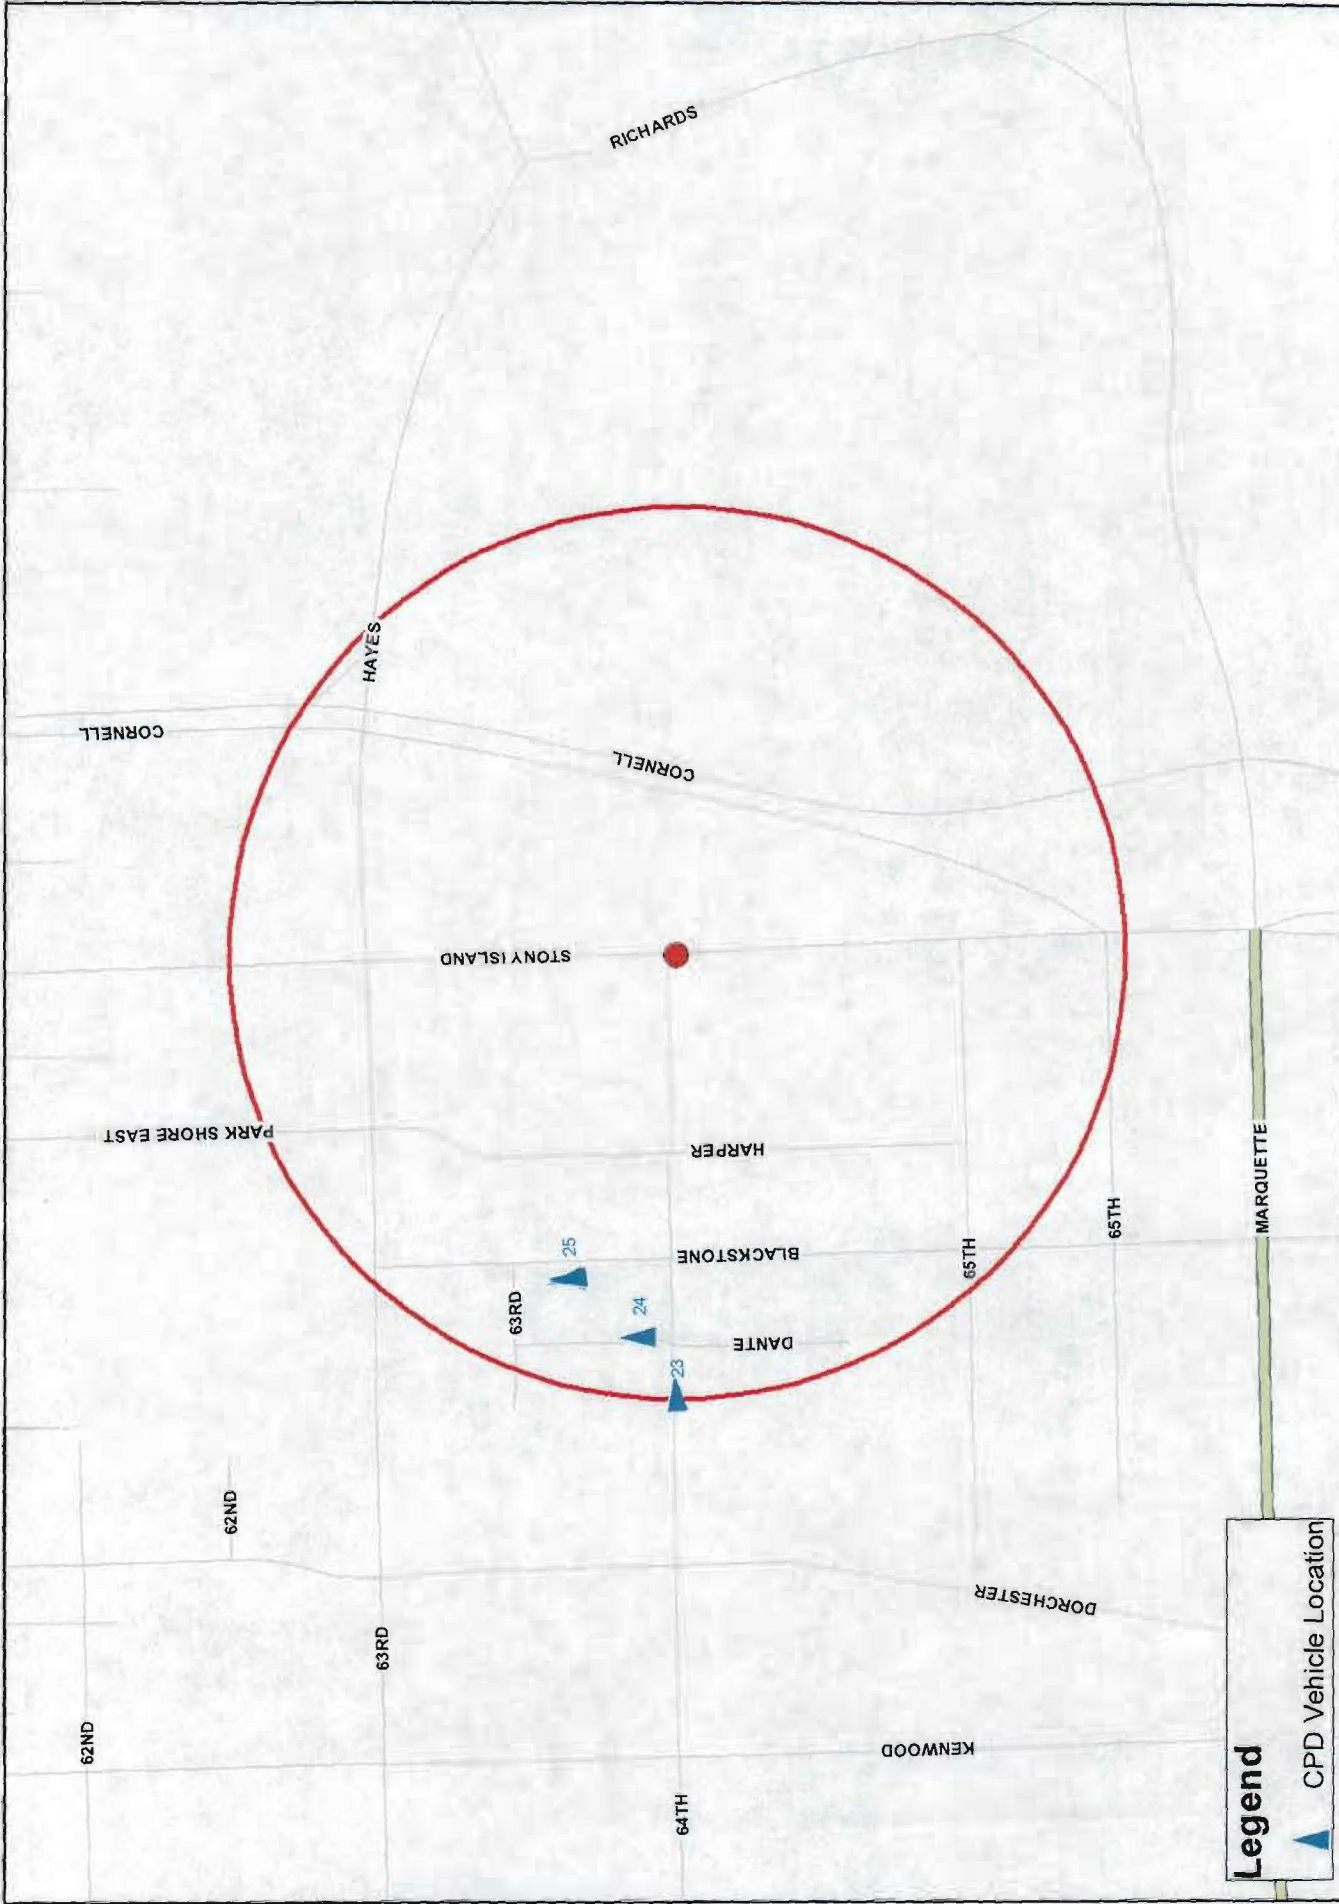 62ND
62ND
63RD
63RD
64TH
65TH
65TH
KENWOOD
DORCHESTER
DANTE
BLACKSTONE
HARPER
PARK SHORE EAST
STONY ISLAND
CORNELL
CORNELL
HAYES
RICHARDS
MARQUETTE
23
24
25
Legend
CPD Vehicle Location